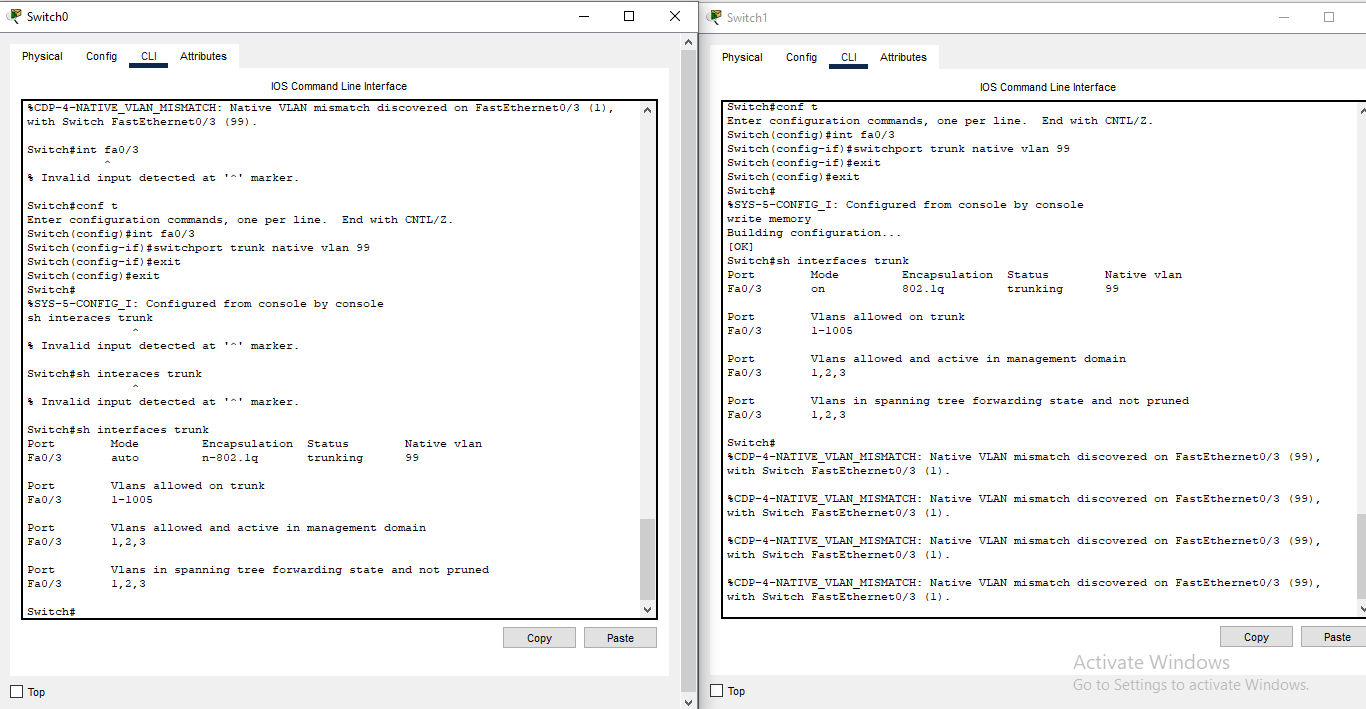 Switch0
Physical Config CLI Attributes
IOS Command Line Interface
%CDP-4-NATIVE_VLAN_MISMATCH: Native VLAN mismatch discovered on FastEthernet0/3 (1),
with Switch FastEthernet0/3 (99).
Switch#int fa0/3
^
% Invalid input detected at '^' marker.
Switch#conf t
Enter configuration commands, one per line. End with CNTL/Z.
Switch(config)#int fa0/3
Switch(config-if)#switchport trunk native vlan 99
Switch(config-if)#exit
Switch(config)#exit
Switch#
%SYS-5-CONFIG_I: Configured from console by console
sh interaces trunk
^
% Invalid input detected at '^' marker.
Switch#sh interaces trunk
^
% Invalid input detected at '^' marker.
Switch#sh interfaces trunk
Port Mode Encapsulation Status Native vlan
Fa0/3 auto n-802.1q trunking 99
Port Vlans allowed on trunk
Fa0/3 1-1005
Port Vlans allowed and active in management domain
Fa0/3 1,2,3
Port Vlans in spanning tree forwarding state and not pruned
Fa0/3 1,2,3
Switch#
Copy Paste
Top
Switch1
Physical Config CLI Attributes
IOS Command Line Interface
Switch#conf t
Enter configuration commands, one per line. End with CNTL/Z.
Switch(config)#int fa0/3
Switch(config-if)#switchport trunk native vlan 99
Switch(config-if)#exit
Switch(config)#exit
Switch#
%SYS-5-CONFIG_I: Configured from console by console
write memory
Building configuration...
[OK]
Switch#sh interfaces trunk
Port Mode Encapsulation Status Native vlan
Fa0/3 on 802.1q trunking 99
Port Vlans allowed on trunk
Fa0/3 1-1005
Port Vlans allowed and active in management domain
Fa0/3 1,2,3
Port Vlans in spanning tree forwarding state and not pruned
Fa0/3 1,2,3
Switch#
%CDP-4-NATIVE_VLAN_MISMATCH: Native VLAN mismatch discovered on FastEthernet0/3 (99),
with Switch FastEthernet0/3 (1).
%CDP-4-NATIVE_VLAN_MISMATCH: Native VLAN mismatch discovered on FastEthernet0/3 (99),
with Switch FastEthernet0/3 (1).
%CDP-4-NATIVE_VLAN_MISMATCH: Native VLAN mismatch discovered on FastEthernet0/3 (99),
with Switch FastEthernet0/3 (1).
%CDP-4-NATIVE_VLAN_MISMATCH: Native VLAN mismatch discovered on FastEthernet0/3 (99),
with Switch FastEthernet0/3 (1).
Copy Paste
Activate Windows
Go to Settings to activate Windows.
Top